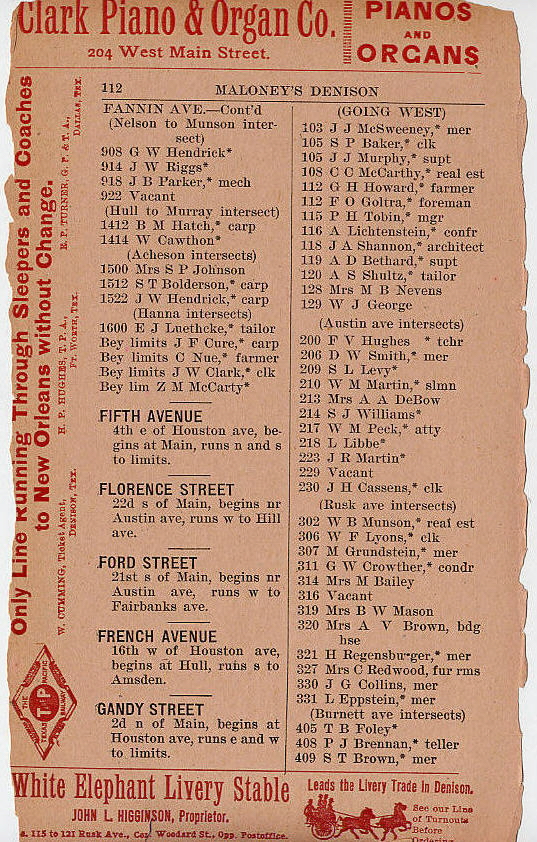 Clark Piano & Organ Co.
204 West Main Street.
PIANOS
AND
ORGANS
Only Line Running Through Sleepers and Coaches
to New Orleans without Change.
E. P. TURNER, G. P. & T. A.,
DALLAS, TEX.
H. P. HUGHES, T. P. A.,
FT. WORTH, TEX.
W. CUMMING, Ticket Agent,
DENISON, TEX.
THE
TEXAS
T&P
PACIFIC
RAILWAY
112
MALONEY'S DENISON
FANNIN AVE.—Cont'd
(Nelson to Munson inter-
sect)
908 G W Hendrick*
914 J W Riggs*
918 J B Parker,* mech
922 Vacant
(Hull to Murray intersect)
1412 B M Hatch,* carp
1414 W Cawthon*
(Acheson intersects)
1500 Mrs S P Johnson
1512 S T Bolderson,* carp
1522 J W Hendrick,* carp
(Hanna intersects)
1600 E J Luethcke,* tailor
Bey limits J F Cure,* carp
Bey limits C Nue,* farmer
Bey limits J W Clark,* clk
Bey lim Z M McCarty*
FIFTH AVENUE
4th e of Houston ave, be-
gins at Main, runs n and s
to limits.
FLORENCE STREET
22d s of Main, begins nr
Austin ave, runs w to Hill
ave.
FORD STREET
21st s of Main, begins nr
Austin ave, runs w to
Fairbanks ave.
FRENCH AVENUE
16th w of Houston ave,
begins at Hull, runs s to
Amsden.
GANDY STREET
2d n of Main, begins at
Houston ave, runs e and w
to limits.
(GOING WEST)
103 J J McSweeney,* mer
105 S P Baker,* clk
105 J J Murphy,* supt
108 C C McCarthy,* real est
112 G H Howard,* farmer
112 F O Goltra,* foreman
115 P H Tobin,* mgr
116 A Lichtenstein,* confr
118 J A Shannon,* architect
119 A D Bethard,* supt
120 A S Shultz,* tailor
128 Mrs M B Nevens
129 W J George
(Austin ave intersects)
200 F V Hughes * tchr
206 D W Smith,* mer
209 S L Levy*
210 W M Martin,* slmn
213 Mrs A A DeBow
214 S J Williams*
217 W M Peck,* atty
218 L Libbe*
223 J R Martin*
229 Vacant
230 J H Cassens,* clk
(Rusk ave intersects)
302 W B Munson,* real est
306 W F Lyons,* clk
307 M Grundstein,* mer
311 G W Crowther,* condr
314 Mrs M Bailey
316 Vacant
319 Mrs B W Mason
320 Mrs A V Brown, bdg
hse
321 H Regensburger,* mer
327 Mrs C Redwood, fur rms
330 J G Collins, mer
331 L Eppstein,* mer
(Burnett ave intersects)
405 T B Foley*
408 P J Brennan,* teller
409 S T Brown,* mer
White Elephant Livery Stable
JOHN L. HIGGINSON, Proprietor.
115 to 121 Rusk Ave., Cor. Woodard St., Opp. Postoffice.
Leads the Livery Trade in Denison.
See our Line
of Turnouts
Before
Ordering